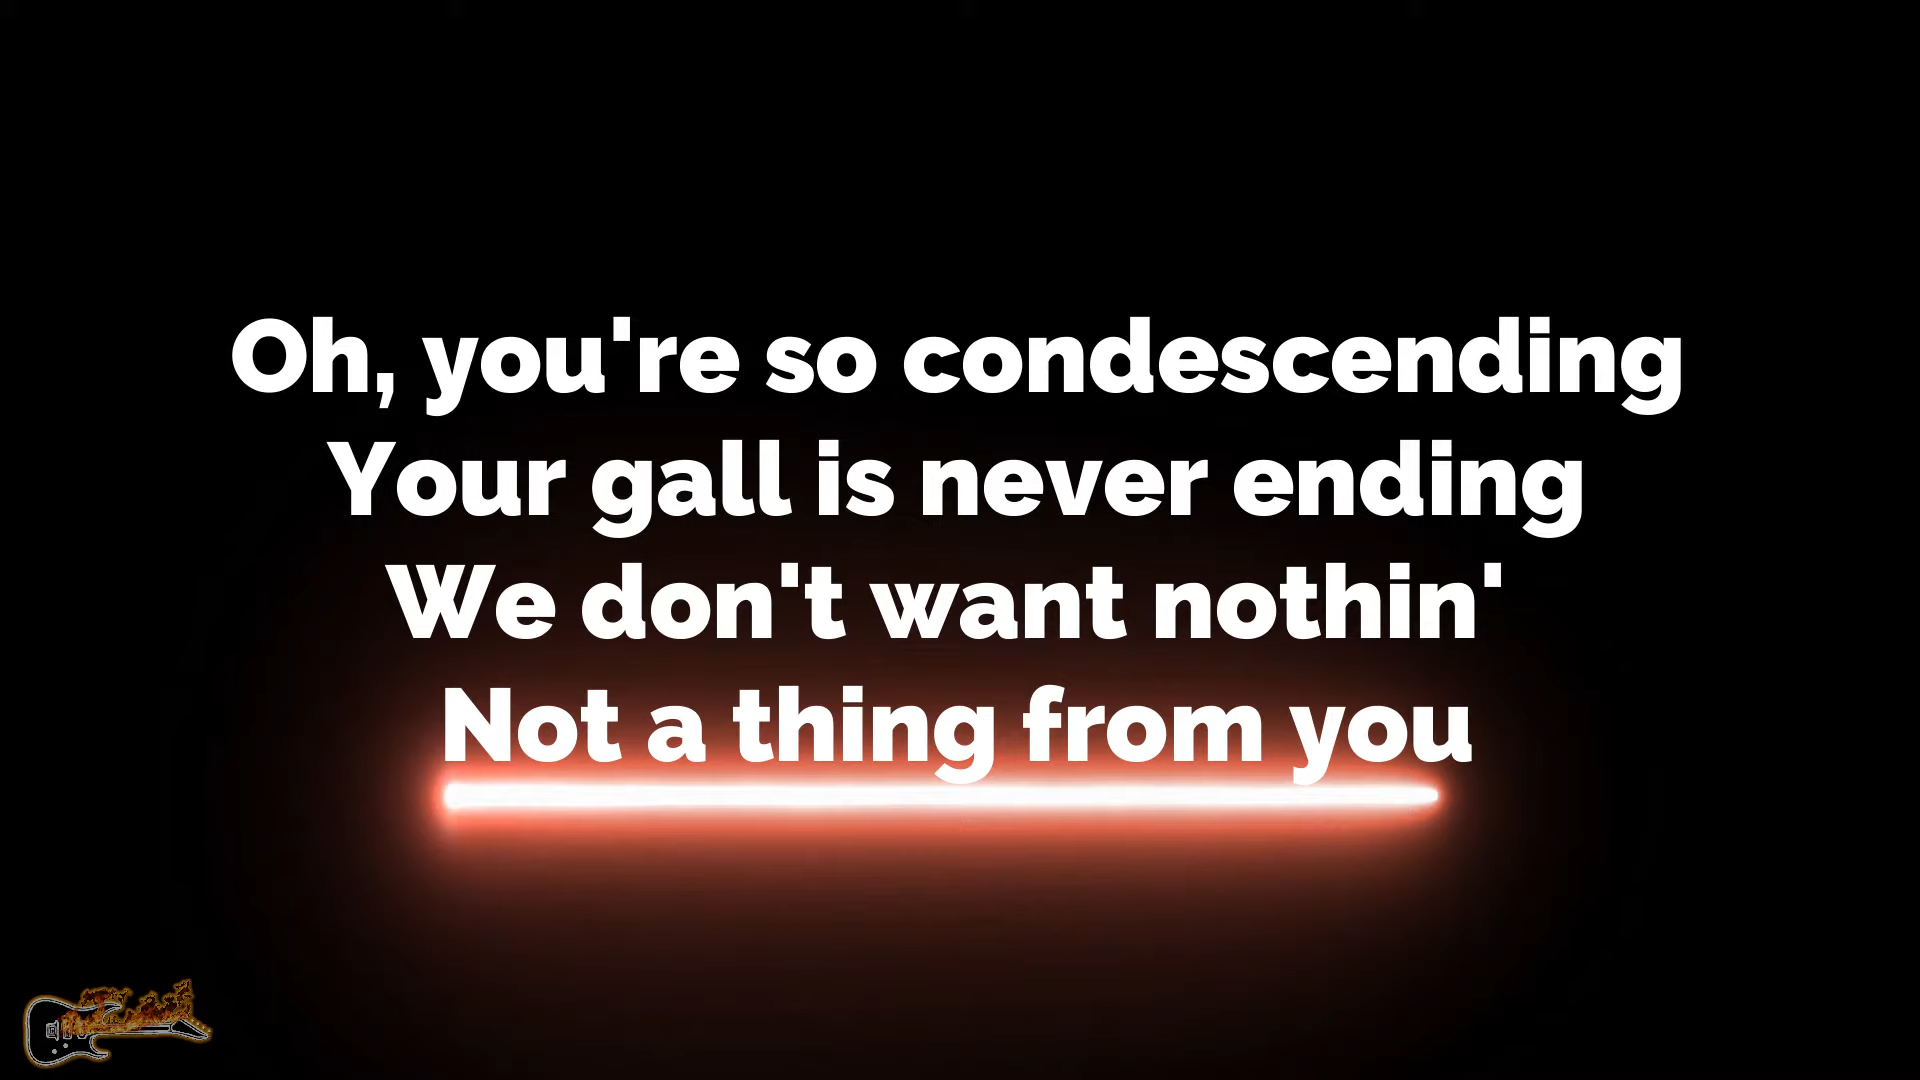 Oh, you're so condescending
Your gall is never ending
We don't want nothin'
Not a thing from you